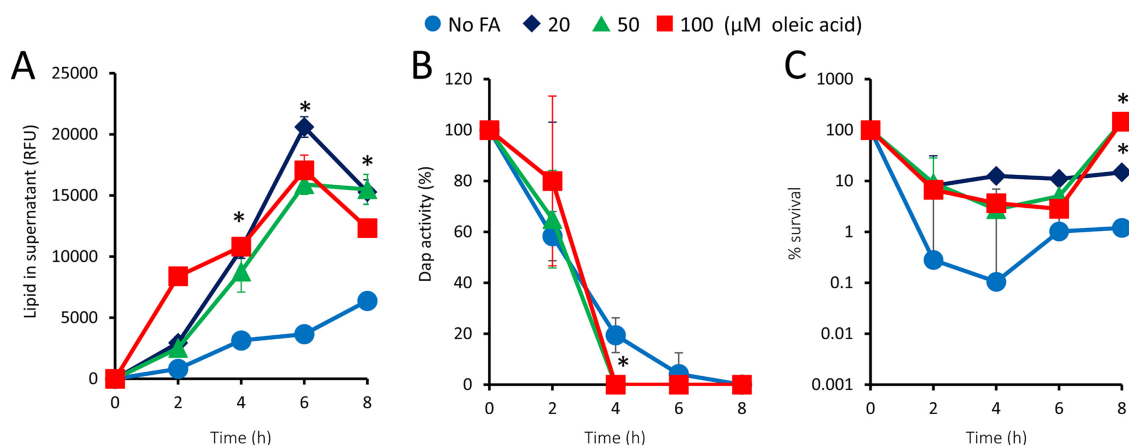 No FA 20 50 100 (μM oleic acid)
A B C
Lipid in supernatant (RFU)
25000
20000
15000
10000
5000
0
0 2 4 6 8
Time (h)
* * *
Dap activity (%)
120
100
80
60
40
20
0
0 2 4 6 8
Time (h)
*
% survival
1000
100
10
1
0.1
0.01
0.001
0 2 4 6 8
Time (h)
*
*